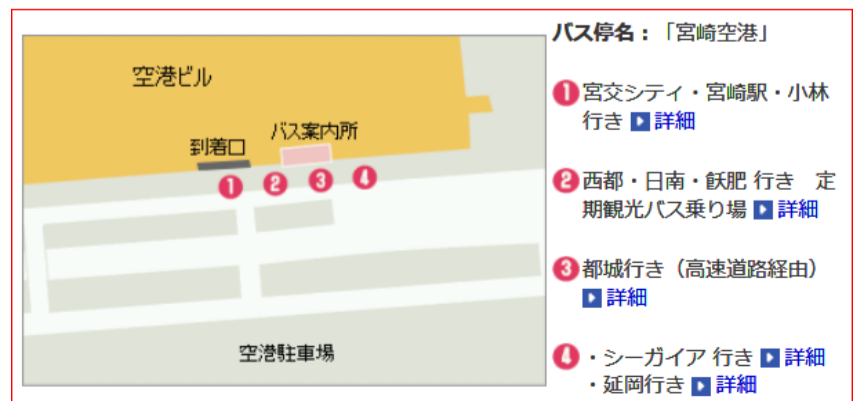 空港ビル
バス案内所
到着口
1 2 3 4
空港駐車場
バス停名：「宮崎空港」
1 宮交シティ・宮崎駅・小林
行き 詳細
2 西都・日南・飫肥 行き　定
期観光バス乗り場 詳細
3 都城行き（高速道路経由）
詳細
4 ・シーガイア 行き 詳細
・延岡行き 詳細